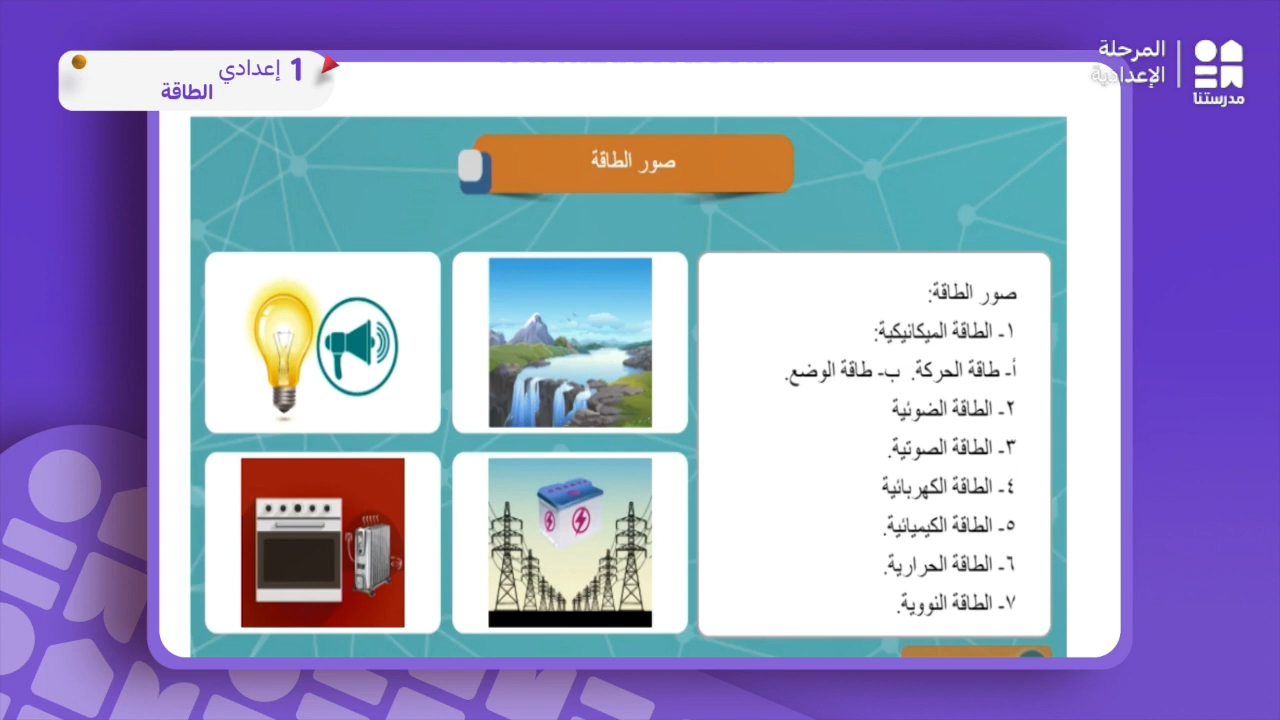 المرحلة
الإعدادية
مدرستنا
1 إعدادي
الطاقة
صور الطاقة
صور الطاقة:
١- الطاقة الميكانيكية:
أ- طاقة الحركة. ب- طاقة الوضع.
٢- الطاقة الضوئية
٣- الطاقة الصوتية.
٤- الطاقة الكهربائية
٥- الطاقة الكيميائية.
٦- الطاقة الحرارية.
٧- الطاقة النووية.